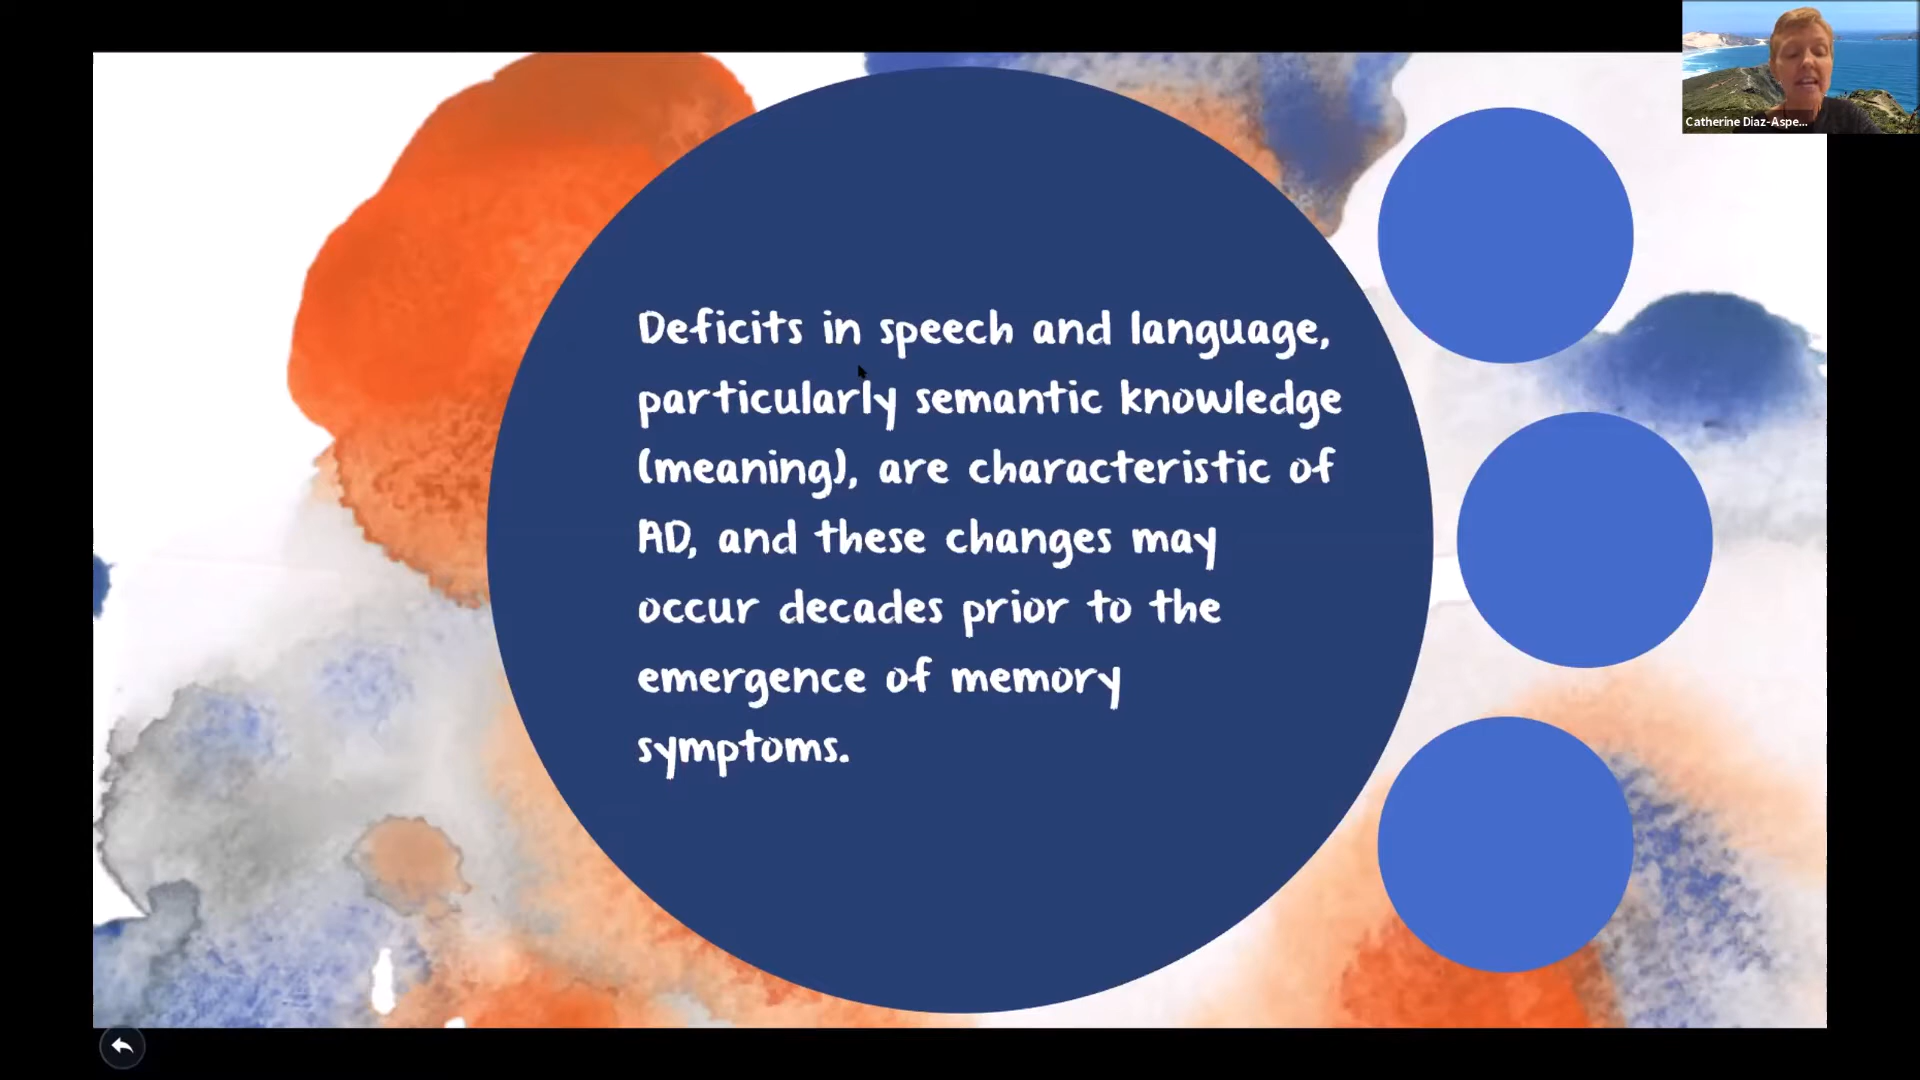 Catherine Diaz-Aspe...
Deficits in speech and language,
particularly semantic knowledge
(meaning), are characteristic of
AD, and these changes may
occur decades prior to the
emergence of memory
symptoms.